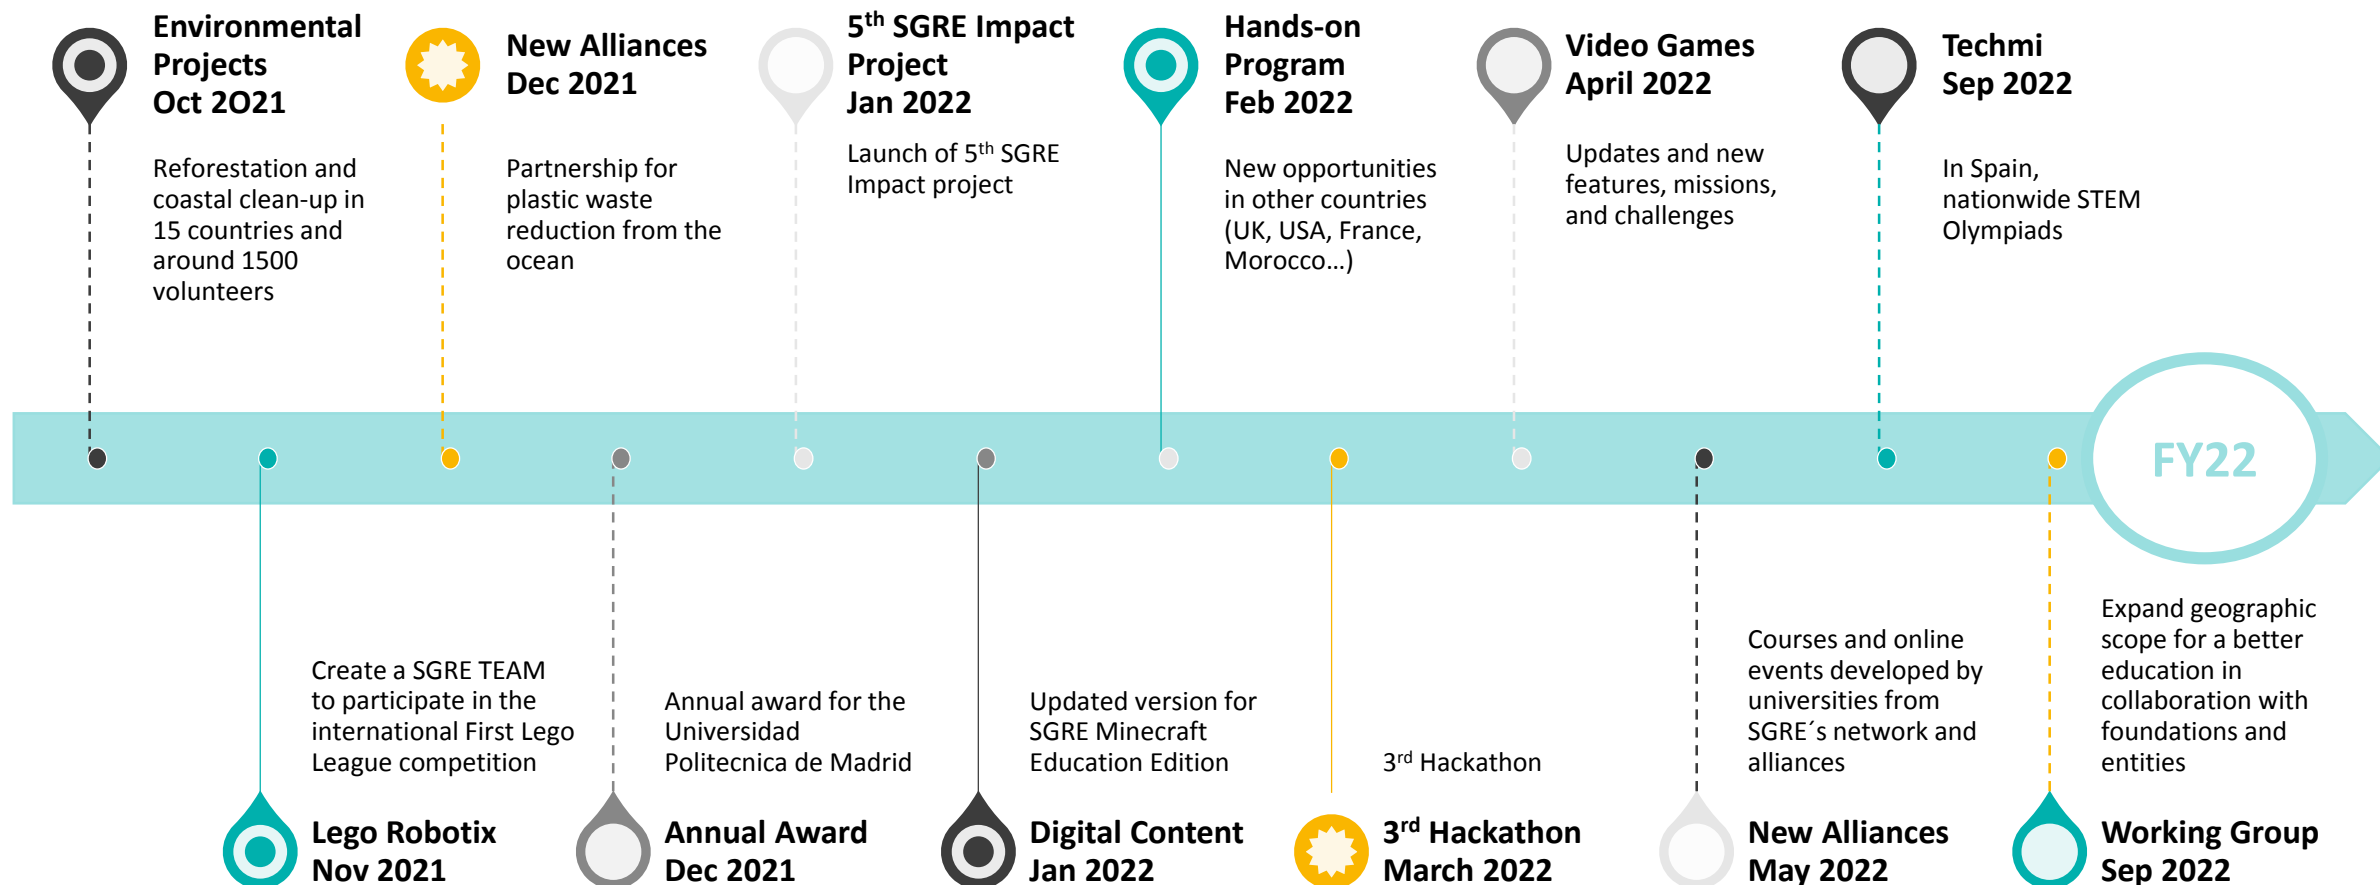 Environmental
Projects
Oct 2O21
Reforestation and
coastal clean-up in
15 countries and
around 1500
volunteers
New Alliances
Dec 2021
Partnership for
plastic waste
reduction from the
ocean
5th SGRE Impact
Project
Jan 2022
Launch of 5th SGRE
Impact project
Hands-on
Program
Feb 2022
New opportunities
in other countries
(UK, USA, France,
Morocco…)
Video Games
April 2022
Updates and new
features, missions,
and challenges
Techmi
Sep 2022
In Spain,
nationwide STEM
Olympiads
FY22
Create a SGRE TEAM
to participate in the
international First Lego
League competition
Lego Robotix
Nov 2021
Annual award for the
Universidad
Politecnica de Madrid
Annual Award
Dec 2021
Updated version for
SGRE Minecraft
Education Edition
Digital Content
Jan 2022
3rd Hackathon
3rd Hackathon
March 2022
Courses and online
events developed by
universities from
SGRE´s network and
alliances
New Alliances
May 2022
Expand geographic
scope for a better
education in
collaboration with
foundations and
entities
Working Group
Sep 2022